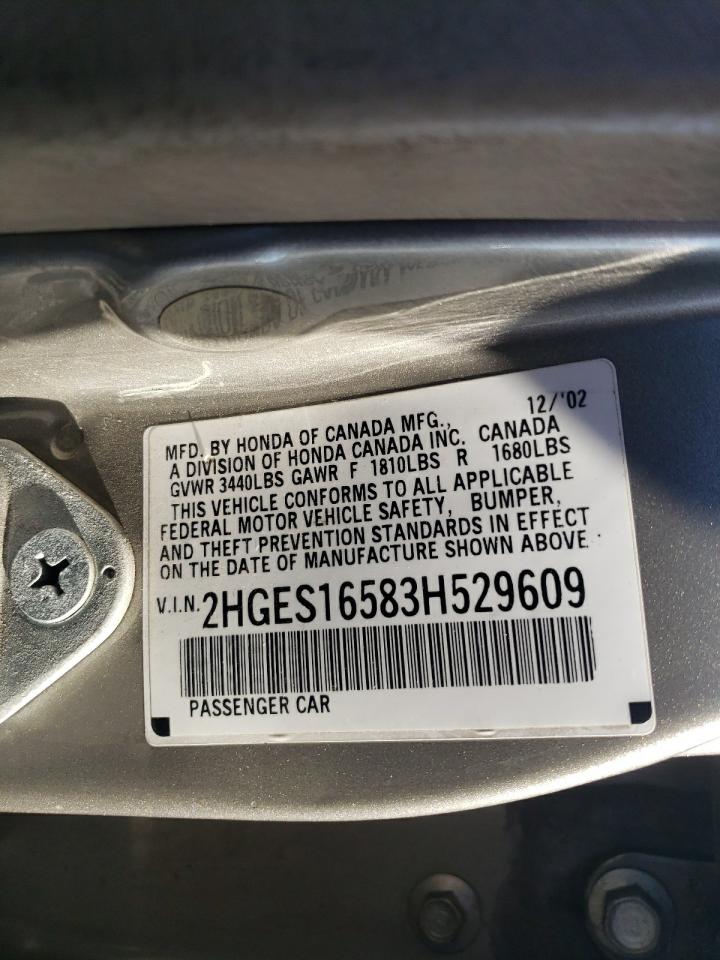 MFD. BY HONDA OF CANADA MFG., 12/'02
A DIVISION OF HONDA CANADA INC. CANADA
GVWR 3440LBS GAWR F 1810LBS R 1680LBS
THIS VEHICLE CONFORMS TO ALL APPLICABLE
FEDERAL MOTOR VEHICLE SAFETY, BUMPER,
AND THEFT PREVENTION STANDARDS IN EFFECT
ON THE DATE OF MANUFACTURE SHOWN ABOVE.
V.I.N. 2HGES16583H529609
PASSENGER CAR